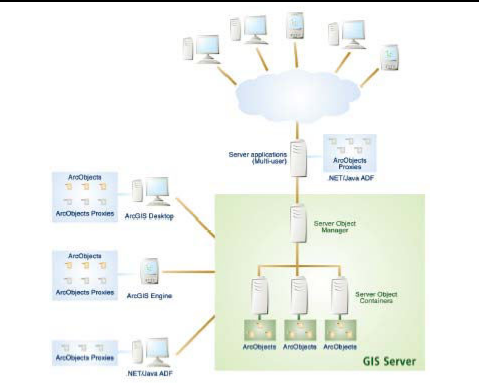 Server applications
(Multi-user)
ArcObjects
Proxies
.NET/Java ADF
ArcObjects
ArcObjects Proxies
ArcGIS Desktop
Server Object
Manager
ArcObjects
ArcObjects Proxies
ArcGIS Engine
Server Object
Containers
ArcObjects
ArcObjects
ArcObjects
ArcObjects Proxies
.NET/Java ADF
GIS Server